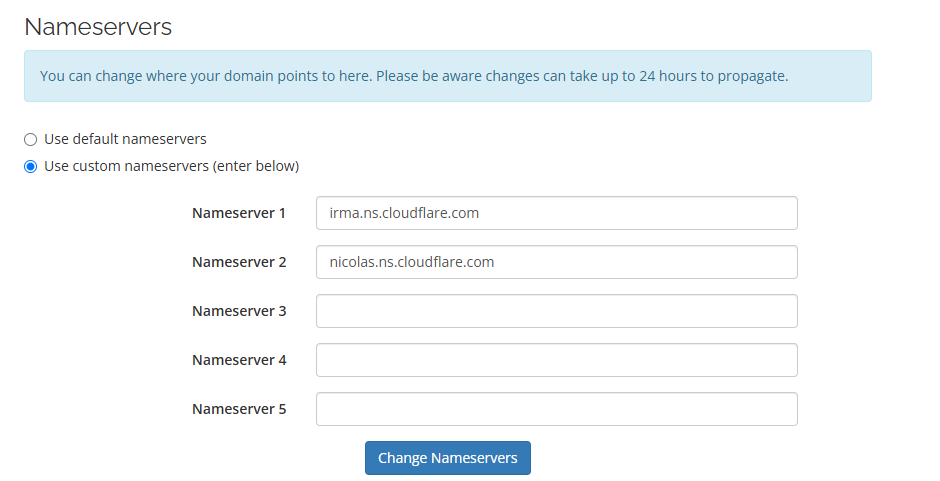 Nameservers
You can change where your domain points to here. Please be aware changes can take up to 24 hours to propagate.
Use default nameservers
Use custom nameservers (enter below)
Nameserver 1 irma.ns.cloudflare.com
Nameserver 2 nicolas.ns.cloudflare.com
Nameserver 3
Nameserver 4
Nameserver 5
Change Nameservers